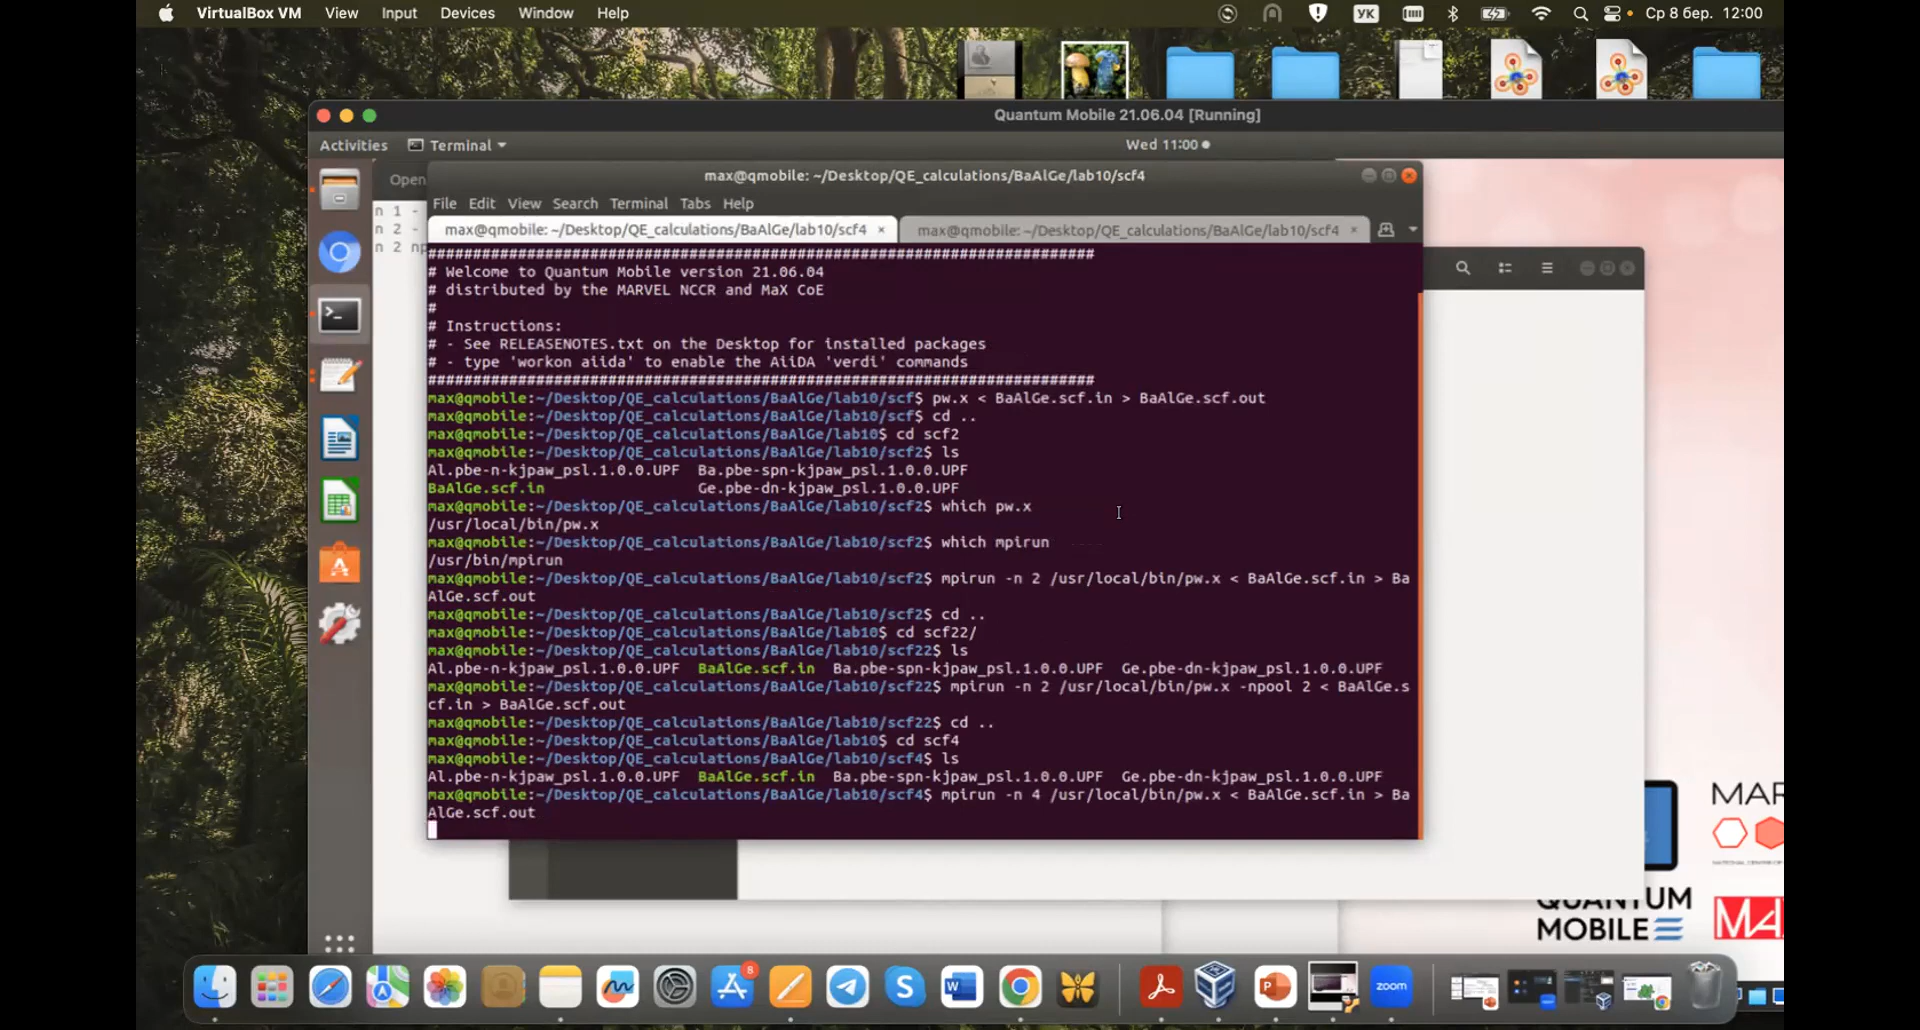 VirtualBox VM View Input Devices Window Help УК Ср 8 бер. 12:00
Quantum Mobile 21.06.04 [Running]
Activities Terminal Wed 11:00
Open
max@qmobile: ~/Desktop/QE_calculations/BaAlGe/lab10/scf4
n 1 -
n 2 -
File Edit View Search Terminal Tabs Help
max@qmobile: ~/Desktop/QE_calculations/BaAlGe/lab10/scf4 × max@qmobile: ~/Desktop/QE_calculations/BaAlGe/lab10/scf4 ×
n 2 np
##########################################################################
# Welcome to Quantum Mobile version 21.06.04
# distributed by the MARVEL NCCR and MaX CoE
#
# Instructions:
# - See RELEASENOTES.txt on the Desktop for installed packages
# - type 'workon aiida' to enable the AiiDA 'verdi' commands
##########################################################################
max@qmobile:~/Desktop/QE_calculations/BaAlGe/lab10/scf$ pw.x < BaAlGe.scf.in > BaAlGe.scf.out
max@qmobile:~/Desktop/QE_calculations/BaAlGe/lab10/scf$ cd ..
max@qmobile:~/Desktop/QE_calculations/BaAlGe/lab10$ cd scf2
max@qmobile:~/Desktop/QE_calculations/BaAlGe/lab10/scf2$ ls
Al.pbe-n-kjpaw_psl.1.0.0.UPF Ba.pbe-spn-kjpaw_psl.1.0.0.UPF
BaAlGe.scf.in Ge.pbe-dn-kjpaw_psl.1.0.0.UPF
max@qmobile:~/Desktop/QE_calculations/BaAlGe/lab10/scf2$ which pw.x
/usr/local/bin/pw.x
max@qmobile:~/Desktop/QE_calculations/BaAlGe/lab10/scf2$ which mpirun
/usr/bin/mpirun
max@qmobile:~/Desktop/QE_calculations/BaAlGe/lab10/scf2$ mpirun -n 2 /usr/local/bin/pw.x < BaAlGe.scf.in > Ba
AlGe.scf.out
max@qmobile:~/Desktop/QE_calculations/BaAlGe/lab10/scf2$ cd ..
max@qmobile:~/Desktop/QE_calculations/BaAlGe/lab10$ cd scf22/
max@qmobile:~/Desktop/QE_calculations/BaAlGe/lab10/scf22$ ls
Al.pbe-n-kjpaw_psl.1.0.0.UPF BaAlGe.scf.in Ba.pbe-spn-kjpaw_psl.1.0.0.UPF Ge.pbe-dn-kjpaw_psl.1.0.0.UPF
max@qmobile:~/Desktop/QE_calculations/BaAlGe/lab10/scf22$ mpirun -n 2 /usr/local/bin/pw.x -npool 2 < BaAlGe.s
cf.in > BaAlGe.scf.out
max@qmobile:~/Desktop/QE_calculations/BaAlGe/lab10/scf22$ cd ..
max@qmobile:~/Desktop/QE_calculations/BaAlGe/lab10$ cd scf4
max@qmobile:~/Desktop/QE_calculations/BaAlGe/lab10/scf4$ ls
Al.pbe-n-kjpaw_psl.1.0.0.UPF BaAlGe.scf.in Ba.pbe-spn-kjpaw_psl.1.0.0.UPF Ge.pbe-dn-kjpaw_psl.1.0.0.UPF
max@qmobile:~/Desktop/QE_calculations/BaAlGe/lab10/scf4$ mpirun -n 4 /usr/local/bin/pw.x < BaAlGe.scf.in > Ba
AlGe.scf.out
MAR
QUANTUM
MOBILE
MA
8
W
P
zoom